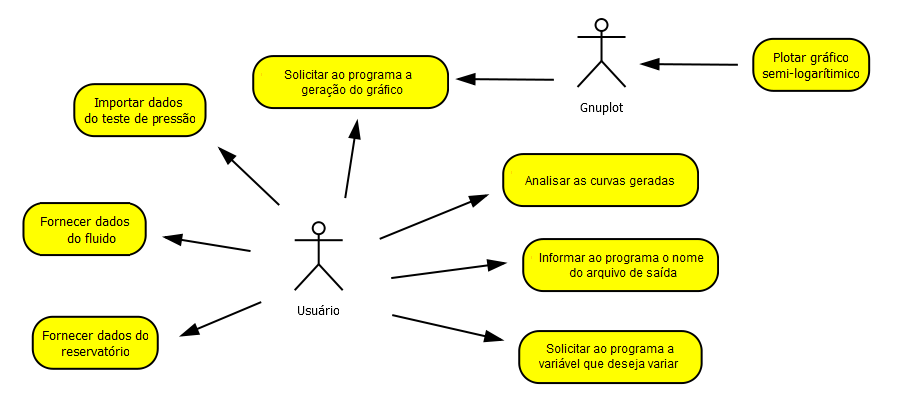 Plotar gráfico
semi-logarítimico
Solicitar ao programa a
geração do gráfico
Gnuplot
Importar dados
do teste de pressão
Analisar as curvas geradas
Fornecer dados
do fluido
Informar ao programa o nome
do arquivo de saída
Usuário
Fornecer dados do
reservatório
Solicitar ao programa a
variável que deseja variar